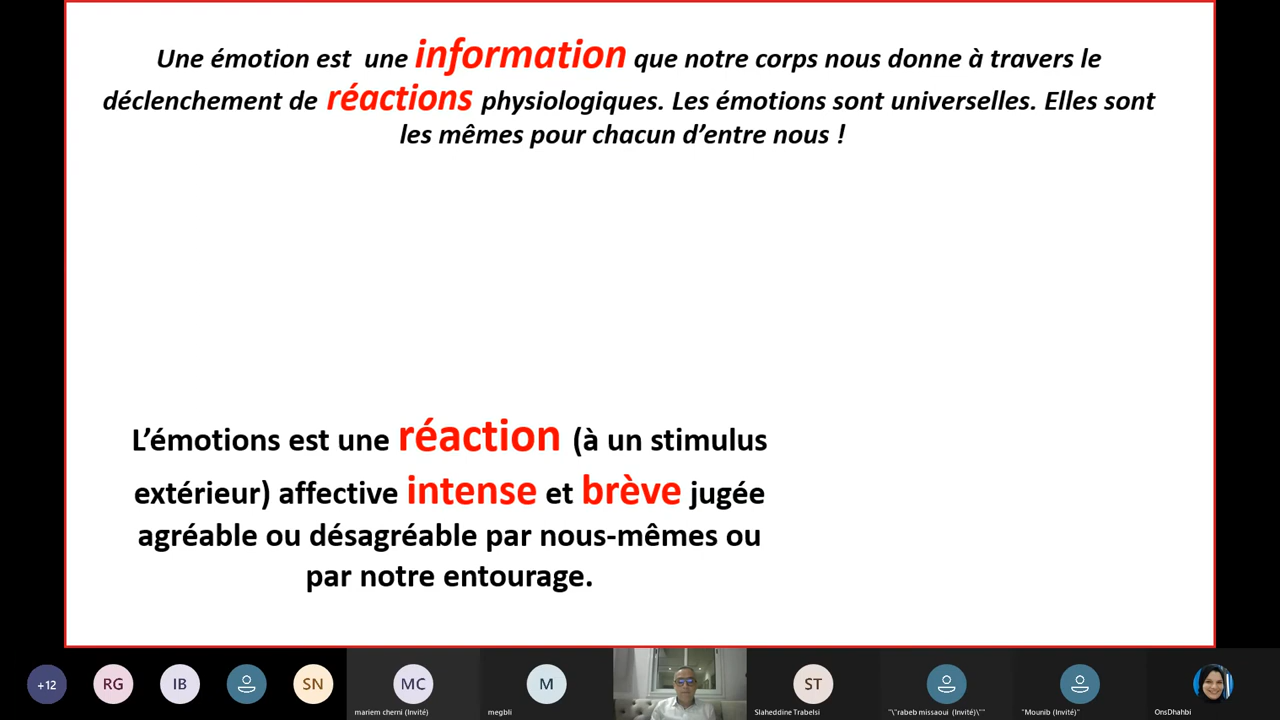 Une émotion est une information que notre corps nous donne à travers le
déclenchement de réactions physiologiques. Les émotions sont universelles. Elles sont
les mêmes pour chacun d’entre nous !
L’émotions est une réaction (à un stimulus
extérieur) affective intense et brève jugée
agréable ou désagréable par nous-mêmes ou
par notre entourage.
+12
RG
IB
SN
MC
M
ST
mariem cherni (Invité)
megbli
Slaheddine Trabelsi
"\"rabeb missaoui (Invité)\""
"Mounib (Invité)"
OnsDhahbi